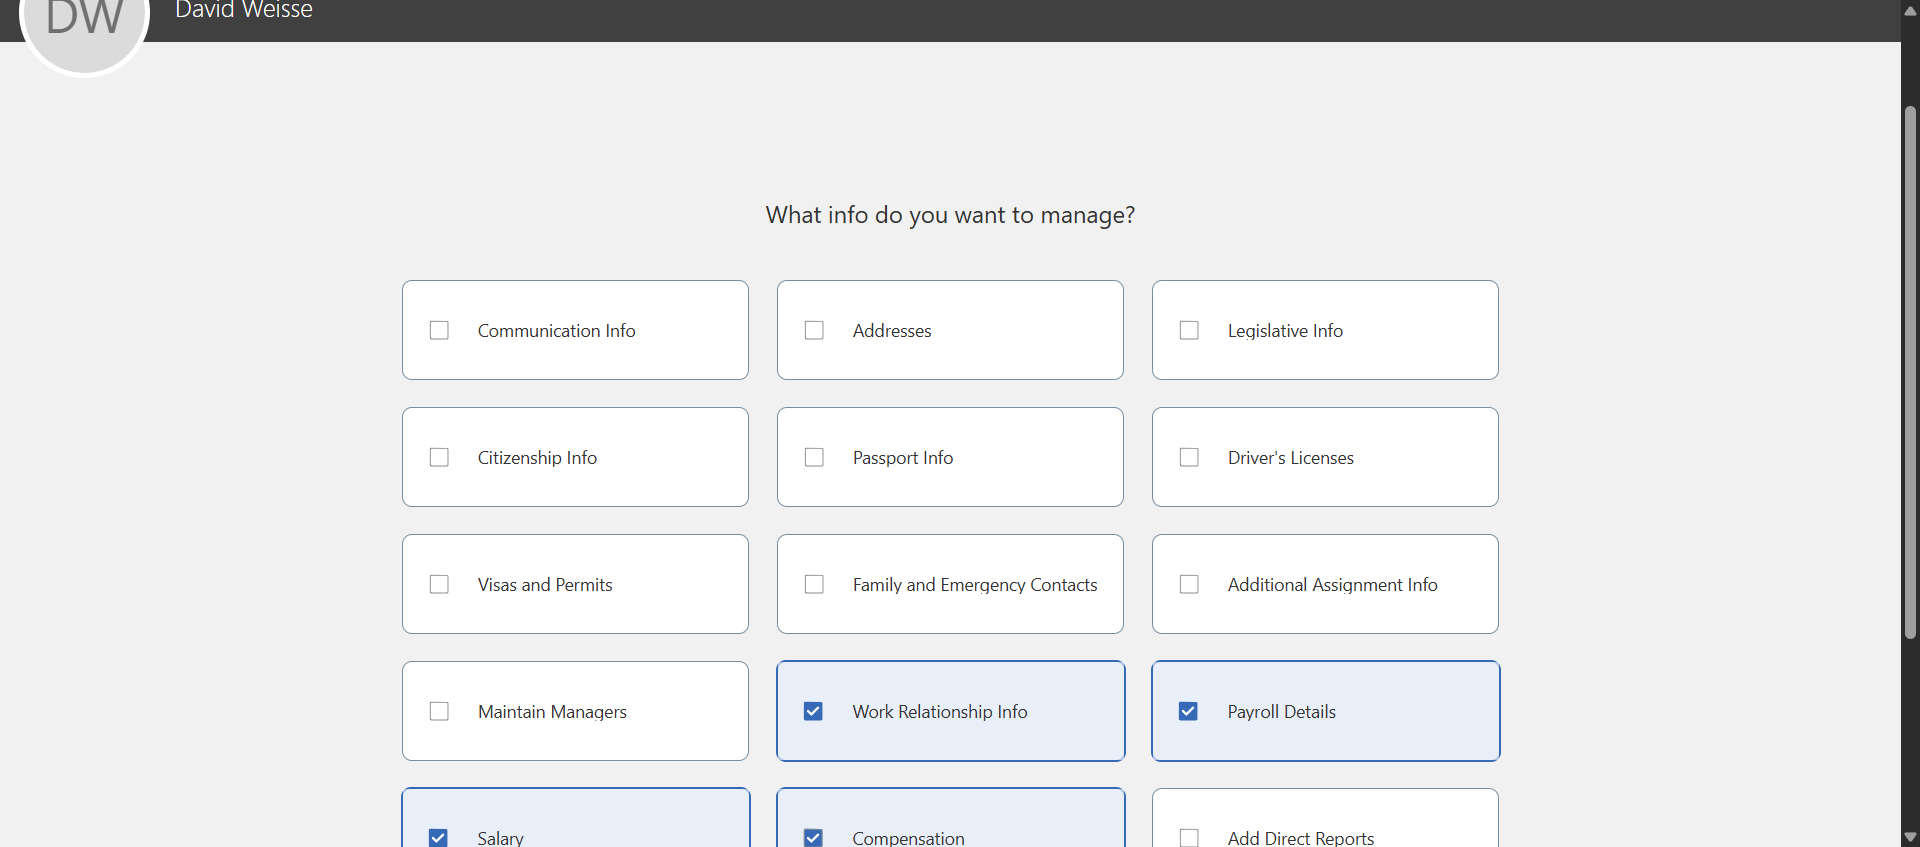 DW
David Weisse
What info do you want to manage?
Communication Info
Addresses
Legislative Info
Citizenship Info
Passport Info
Driver's Licenses
Visas and Permits
Family and Emergency Contacts
Additional Assignment Info
Maintain Managers
Work Relationship Info
Payroll Details
Salary
Compensation
Add Direct Reports